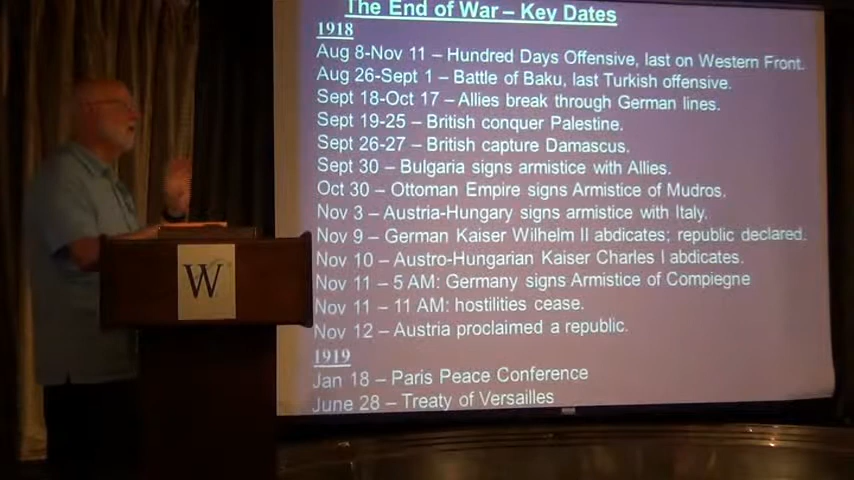 The End of War – Key Dates
1918
Aug 8-Nov 11 – Hundred Days Offensive, last on Western Front.
Aug 26-Sept 1 – Battle of Baku, last Turkish offensive.
Sept 18-Oct 17 – Allies break through German lines.
Sept 19-25 – British conquer Palestine.
Sept 26-27 – British capture Damascus.
Sept 30 – Bulgaria signs armistice with Allies.
Oct 30 – Ottoman Empire signs Armistice of Mudros.
Nov 3 – Austria-Hungary signs armistice with Italy.
Nov 9 – German Kaiser Wilhelm II abdicates; republic declared.
Nov 10 – Austro-Hungarian Kaiser Charles I abdicates.
Nov 11 – 5 AM: Germany signs Armistice of Compiegne
Nov 11 – 11 AM: hostilities cease.
Nov 12 – Austria proclaimed a republic.
1919
Jan 18 – Paris Peace Conference
June 28 – Treaty of Versailles
W